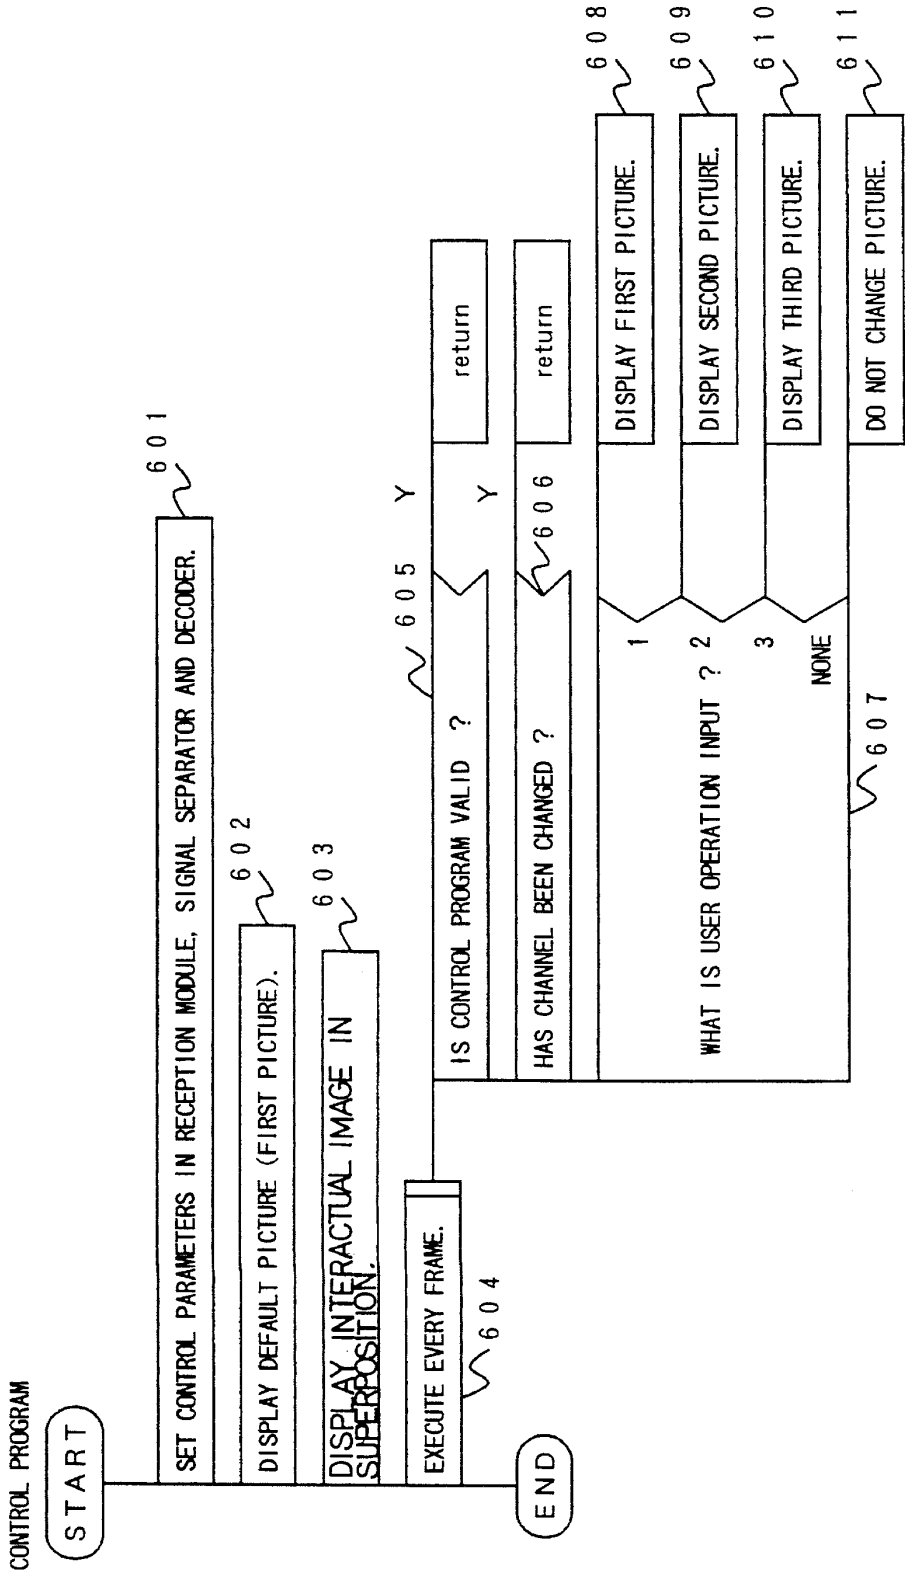 CONTROL PROGRAM
START
SET CONTROL PARAMETERS IN RECEPTION MODULE, SIGNAL SEPARATOR AND DECODER.
601
DISPLAY DEFAULT PICTURE (FIRST PICTURE).
602
DISPLAY INTERACTUAL IMAGE IN
SUPERPOSITION.
603
EXECUTE EVERY FRAME.
604
IS CONTROL PROGRAM VALID ?
605
Y
return
HAS CHANNEL BEEN CHANGED ?
606
Y
return
WHAT IS USER OPERATION INPUT ?
607
1
DISPLAY FIRST PICTURE.
608
2
DISPLAY SECOND PICTURE.
609
3
DISPLAY THIRD PICTURE.
610
NONE
DO NOT CHANGE PICTURE.
611
END